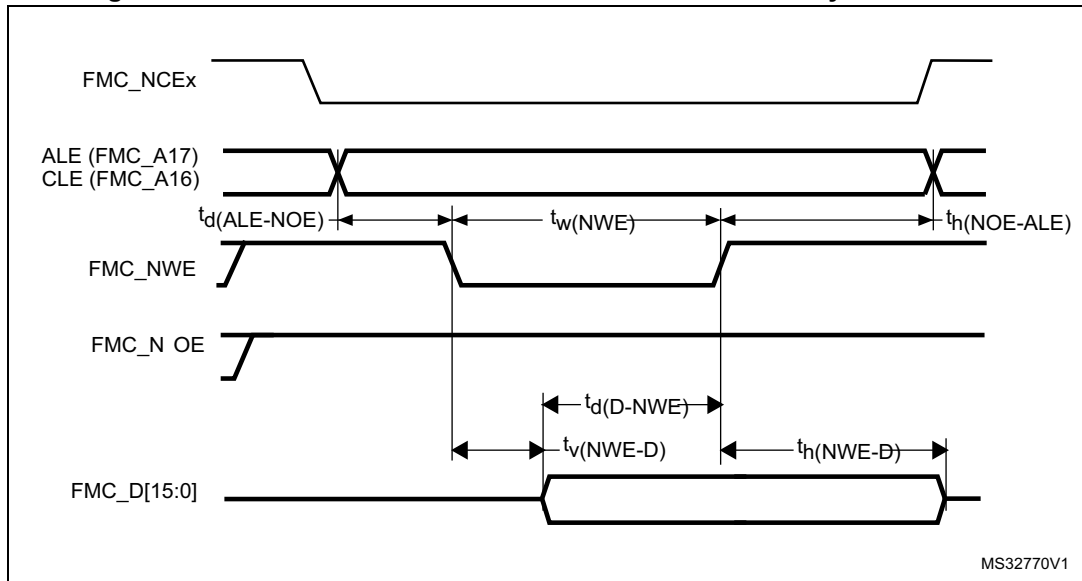 FMC_NCEx
ALE (FMC_A17)
CLE (FMC_A16)
td(ALE-NOE) tw(NWE) th(NOE-ALE)
FMC_NWE
FMC_N OE
td(D-NWE)
tv(NWE-D) th(NWE-D)
FMC_D[15:0]
MS32770V1